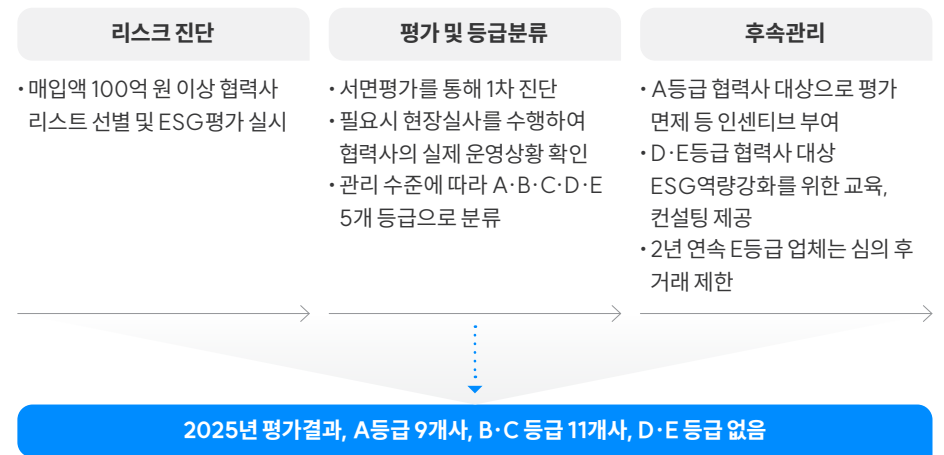 리스크 진단
· 매입액 100억 원 이상 협력사
리스트 선별 및 ESG평가 실시
평가 및 등급분류
· 서면평가를 통해 1차 진단
· 필요시 현장실사를 수행하여
협력사의 실제 운영상황 확인
· 관리 수준에 따라 A·B·C·D·E
5개 등급으로 분류
후속관리
· A등급 협력사 대상으로 평가
면제 등 인센티브 부여
· D·E등급 협력사 대상
ESG역량강화를 위한 교육,
컨설팅 제공
· 2년 연속 E등급 업체는 심의 후
거래 제한
2025년 평가결과, A등급 9개사, B·C 등급 11개사, D·E 등급 없음